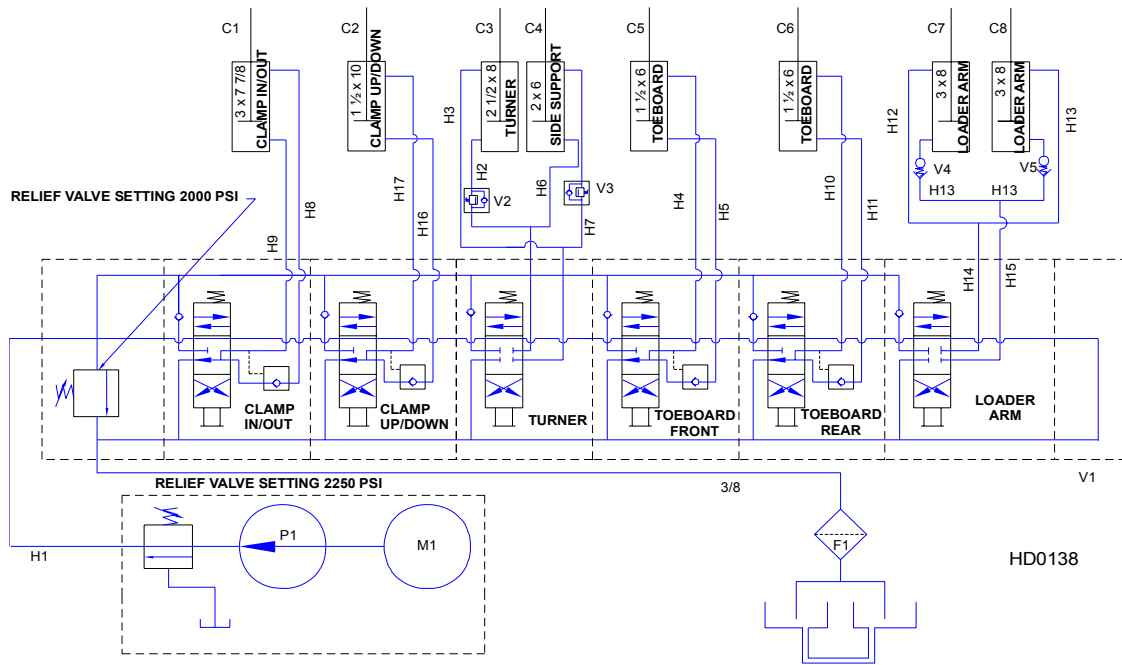 C1
C2
C3
C4
C5
C6
C7
C8
3 x 7 7/8
CLAMP IN/OUT
1 ½ x 10
CLAMP UP/DOWN
2 1/2 x 8
TURNER
2 x 6
SIDE SUPPORT
1 ½ x 6
TOEBOARD
1 ½ x 6
TOEBOARD
3 x 8
LOADER ARM
3 x 8
LOADER ARM
H3
H12
H13
H2
H6
V2
V3
V4
V5
H13
H13
RELIEF VALVE SETTING 2000 PSI
H9
H8
H17
H16
H7
H4
H5
H10
H11
H14
H15
CLAMP
IN/OUT
CLAMP
UP/DOWN
TURNER
TOEBOARD
FRONT
TOEBOARD
REAR
LOADER
ARM
V1
RELIEF VALVE SETTING 2250 PSI
3/8
H1
P1
M1
F1
HD0138